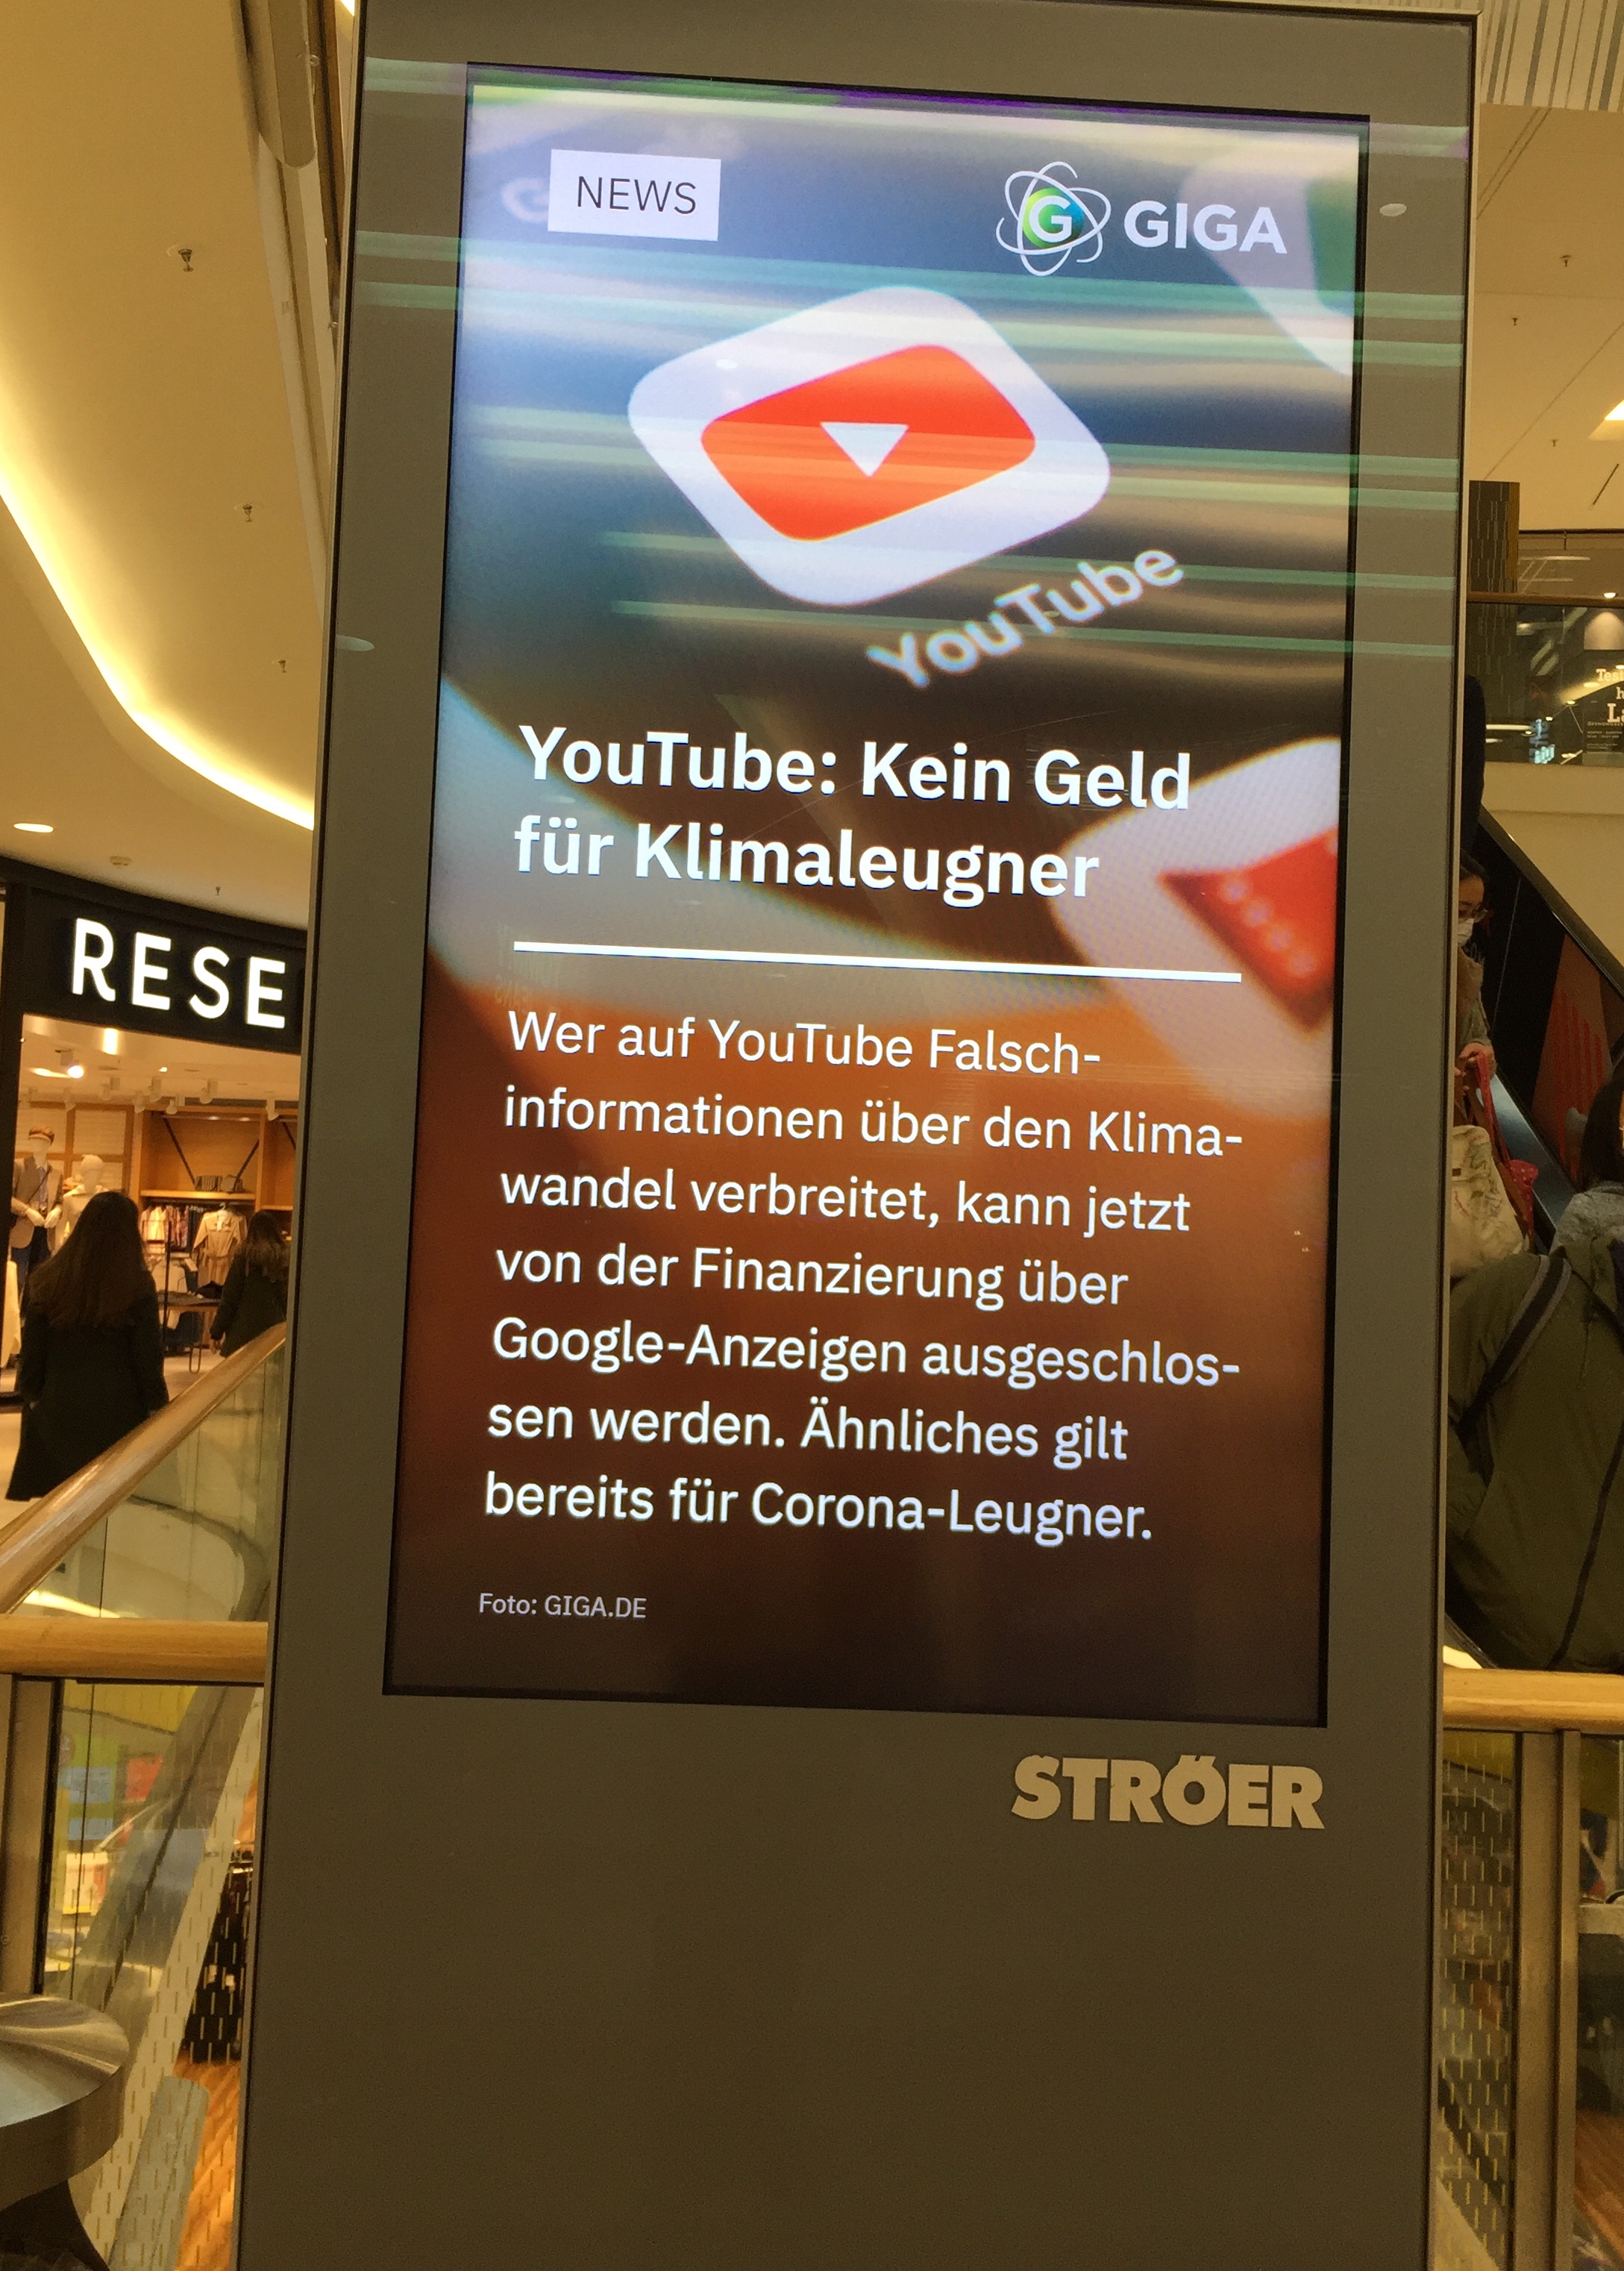 NEWS
GIGA
YouTube
YouTube: Kein Geld
für Klimaleugner
Wer auf YouTube Falsch-
informationen über den Klima-
wandel verbreitet, kann jetzt
von der Finanzierung über
Google-Anzeigen ausgeschlos-
sen werden. Ähnliches gilt
bereits für Corona-Leugner.
Foto: GIGA.DE
STRÖER
RESE